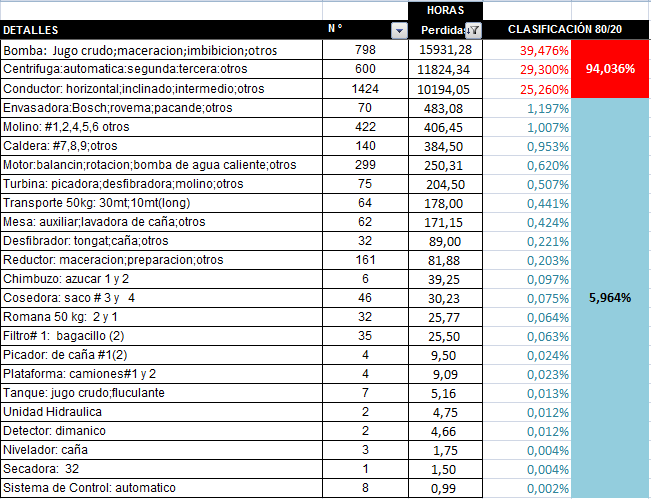 HORAS
DETALLES N º Perdidas CLASIFICACIÓN 80/20
Bomba: Jugo crudo;maceracion;imbibicion;otros 798 15931,28 39,476%
Centrifuga:automatica:segunda:tercera:otros 600 11824,34 29,300% 94,036%
Conductor: horizontal;inclinado;intermedio;otros 1424 10194,05 25,260%
Envasadora:Bosch;rovema;pacande;otros 70 483,08 1,197%
Molino: #1,2,4,5,6 otros 422 406,45 1,007%
Caldera: #7,8,9;otros 140 384,50 0,953%
Motor:balancin;rotacion;bomba de agua caliente;otros 299 250,31 0,620%
Turbina: picadora;desfibradora;molino;otros 75 204,50 0,507%
Transporte 50kg: 30mt;10mt(long) 64 178,00 0,441%
Mesa: auxiliar;lavadora de caña;otros 62 171,15 0,424%
Desfibrador: tongat;caña;otros 32 89,00 0,221%
Reductor: maceracion;preparacion;otros 161 81,88 0,203%
Chimbuzo: azucar 1 y 2 6 39,25 0,097%
Cosedora: saco # 3 y 4 46 30,23 0,075% 5,964%
Romana 50 kg: 2 y 1 32 25,77 0,064%
Filtro# 1: bagacillo (2) 35 25,50 0,063%
Picador: de caña #1(2) 4 9,50 0,024%
Plataforma: camiones#1 y 2 4 9,09 0,023%
Tanque: jugo crudo;fluculante 7 5,16 0,013%
Unidad Hidraulica 2 4,75 0,012%
Detector: dimanico 2 4,66 0,012%
Nivelador: caña 3 1,75 0,004%
Secadora: 32 1 1,50 0,004%
Sistema de Control: automatico 8 0,99 0,002%